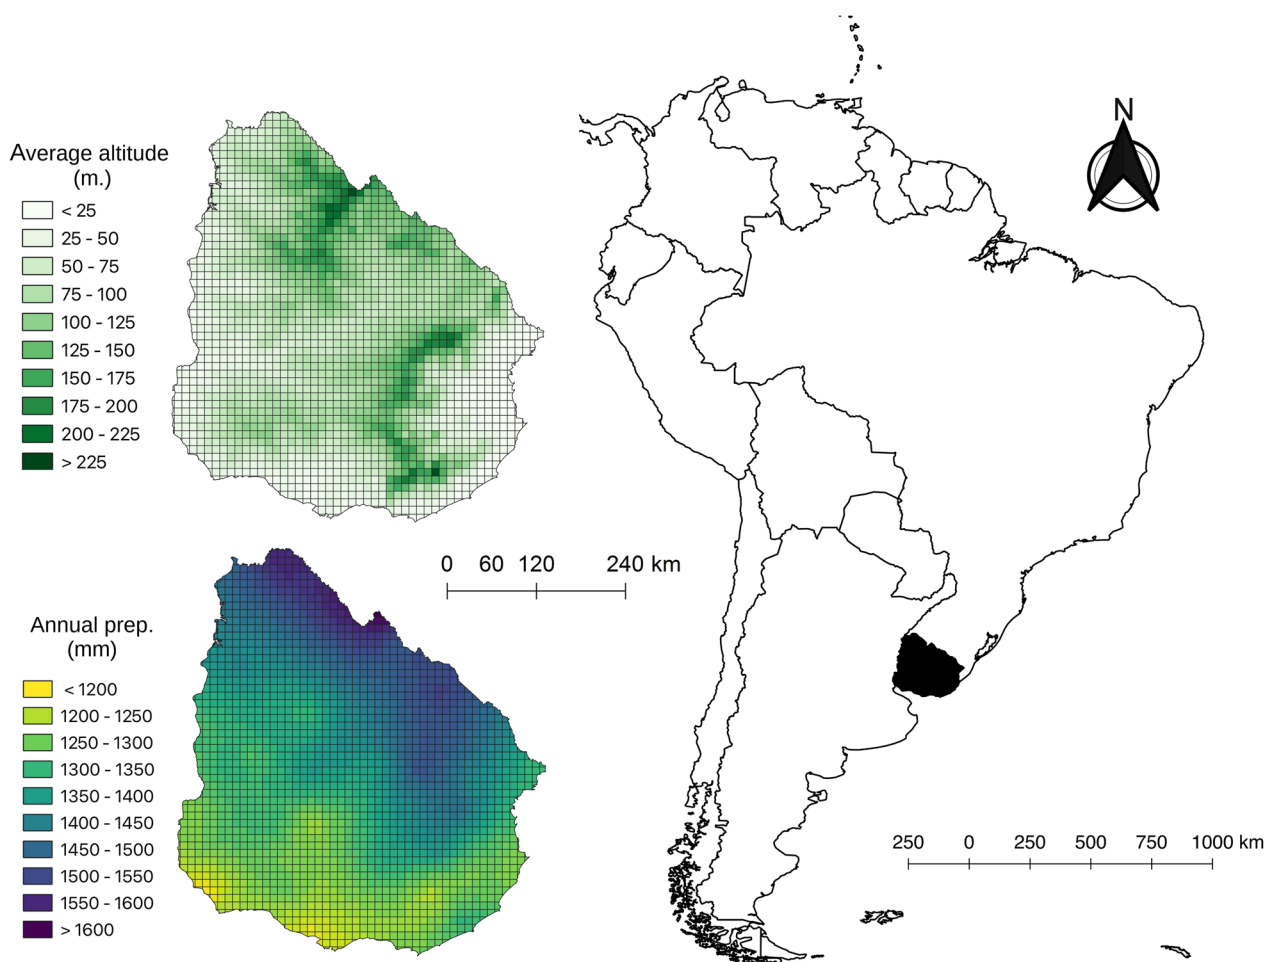 Average altitude
(m.)
< 25
25 - 50
50 - 75
75 - 100
100 - 125
125 - 150
150 - 175
175 - 200
200 - 225
> 225
0 60 120 240 km
Annual prep.
(mm)
< 1200
1200 - 1250
1250 - 1300
1300 - 1350
1350 - 1400
1400 - 1450
1450 - 1500
1500 - 1550
1550 - 1600
> 1600
N
250 0 250 500 750 1000 km